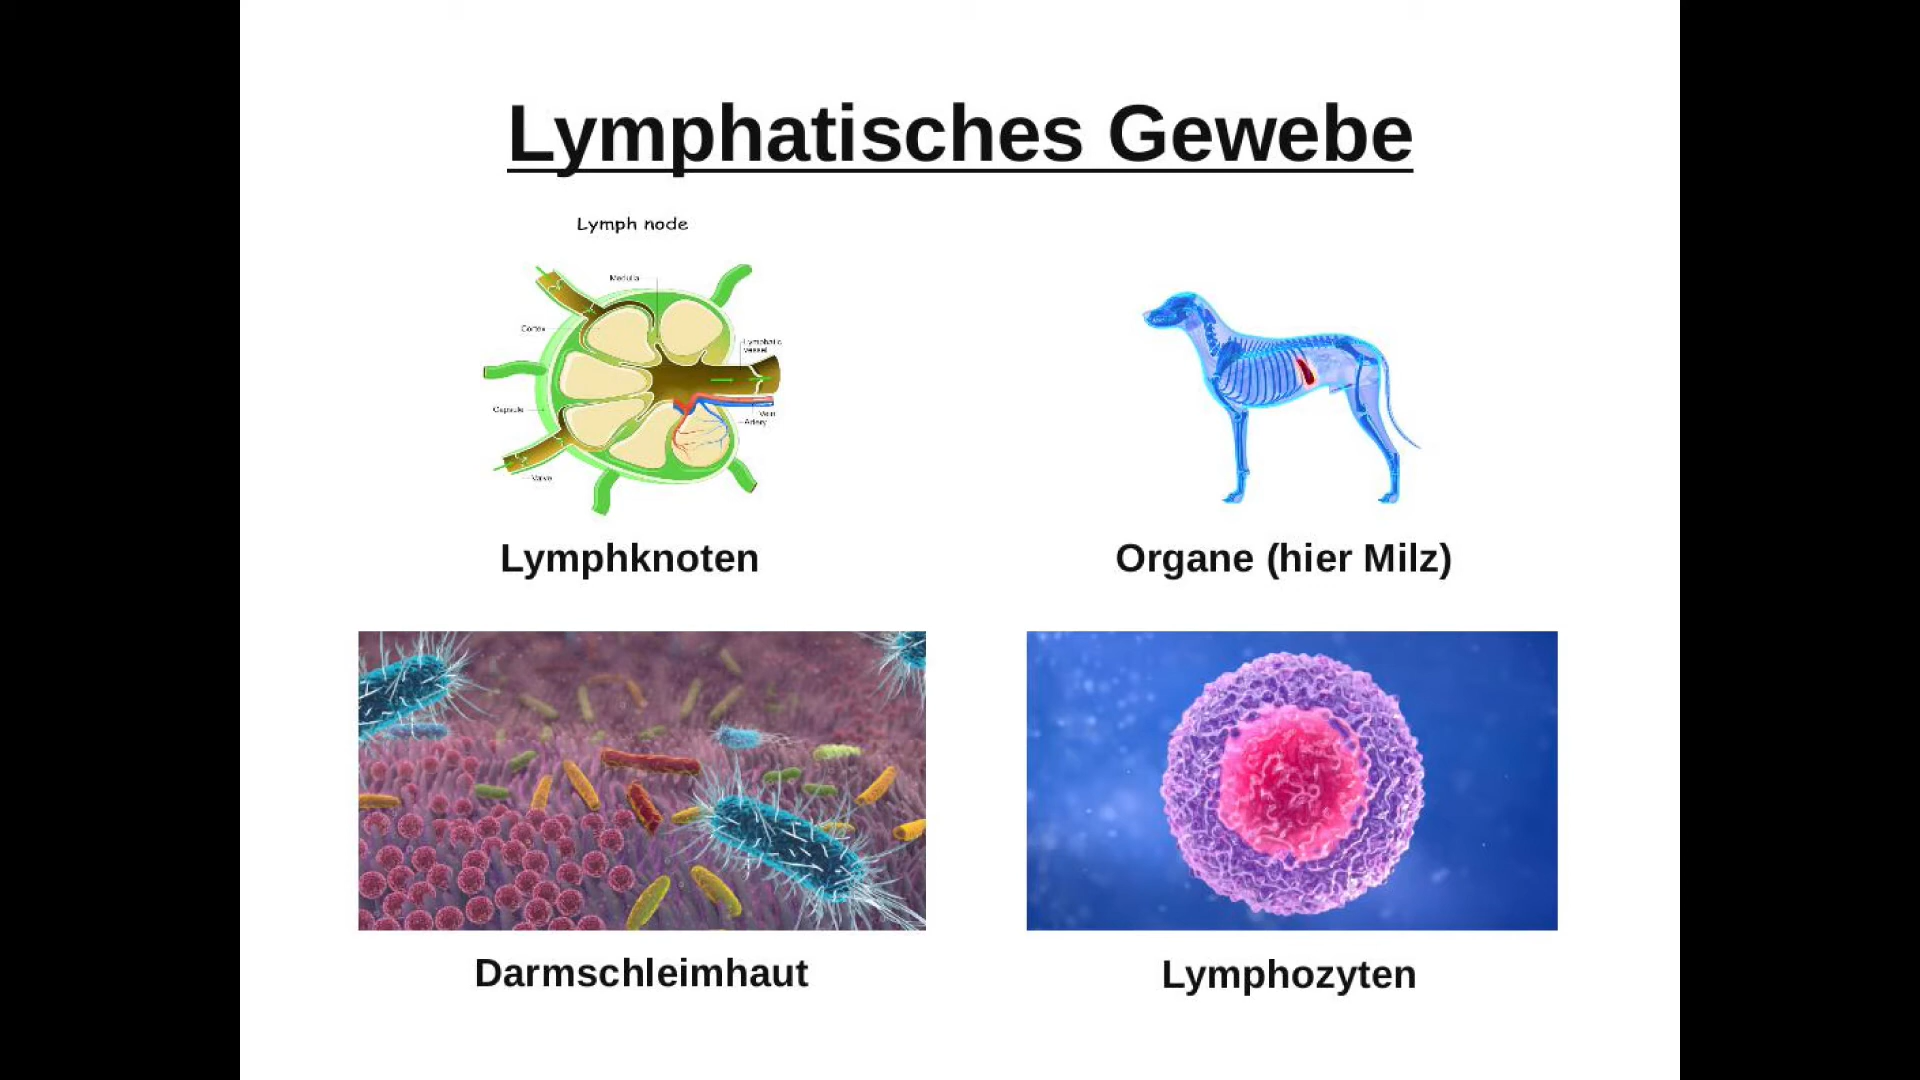 Lymphatisches Gewebe
Lymph node
Medulla
Cortex
Lymphatic
vessel
Capsule
Vein
Artery
Valve
Lymphknoten
Organe (hier Milz)
Darmschleimhaut
Lymphozyten